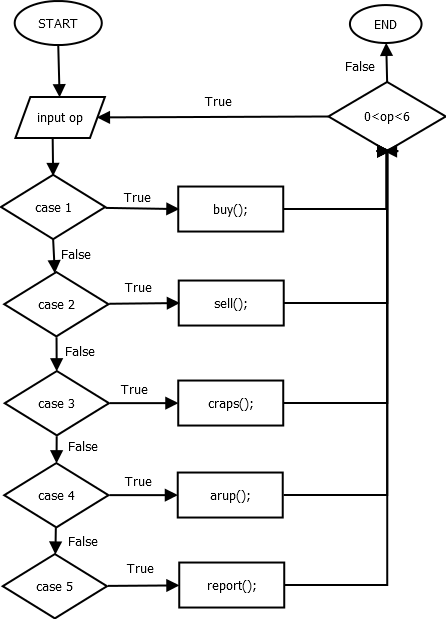 START
END
False
True
input op
0<op<6
case 1
True
buy();
False
case 2
True
sell();
False
case 3
True
craps();
False
case 4
True
arup();
False
case 5
True
report();